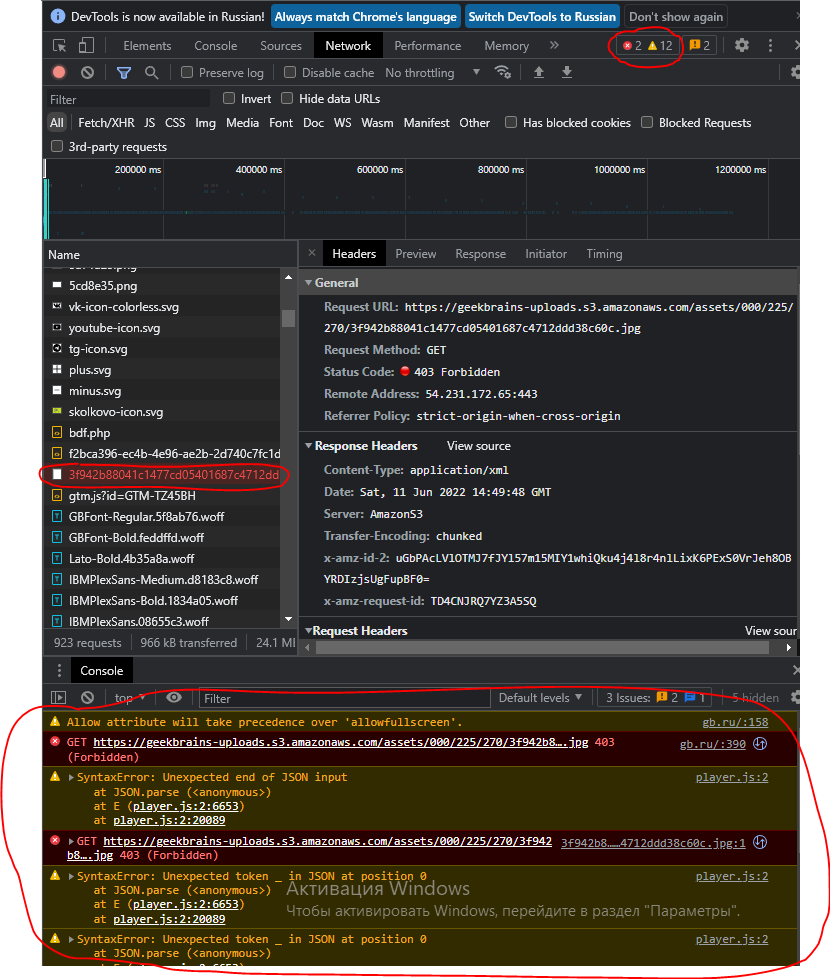 DevTools is now available in Russian! Always match Chrome's language Switch DevTools to Russian Don't show again
Elements Console Sources Network Performance Memory » 2 12 2
Preserve log Disable cache No throttling
Filter Invert Hide data URLs
All Fetch/XHR JS CSS Img Media Font Doc WS Wasm Manifest Other Has blocked cookies Blocked Requests
3rd-party requests
200000 ms 400000 ms 600000 ms 800000 ms 1000000 ms 1200000 ms
Name
5cd8e35.png
vk-icon-colorless.svg
youtube-icon.svg
tg-icon.svg
plus.svg
minus.svg
skolkovo-icon.svg
bdf.php
f2bca396-ec4b-4e96-ae2b-2d740c7fc1d
3f942b88041c1477cd05401687c4712dd
gtm.js?id=GTM-TZ45BH
GBFont-Regular.5f8ab76.woff
GBFont-Bold.feddffd.woff
Lato-Bold.4b35a8a.woff
IBMPlexSans-Medium.d8183c8.woff
IBMPlexSans-Bold.1834a05.woff
IBMPlexSans.08655c3.woff
923 requests 966 kB transferred 24.1 MI
× Headers Preview Response Initiator Timing
General
Request URL: https://geekbrains-uploads.s3.amazonaws.com/assets/000/225/
270/3f942b88041c1477cd05401687c4712ddd38c60c.jpg
Request Method: GET
Status Code: 403 Forbidden
Remote Address: 54.231.172.65:443
Referrer Policy: strict-origin-when-cross-origin
Response Headers View source
Content-Type: application/xml
Date: Sat, 11 Jun 2022 14:49:48 GMT
Server: AmazonS3
Transfer-Encoding: chunked
x-amz-id-2: uGbPAcLVlOTMJ7fJYl57m15MIY1whiQku4j4l8r4nlLixK6PExS0VrJeh8OB
YRDIzjsUgFupBF0=
x-amz-request-id: TD4CNJRQ7YZ3A5SQ
Request Headers View sour
Console
top Filter Default levels 3 Issues: 2 1 5 hidden
Allow attribute will take precedence over 'allowfullscreen'. gb.ru/:158
GET https://geekbrains-uploads.s3.amazonaws.com/assets/000/225/270/3f942b8….jpg 403 gb.ru/:390
(Forbidden)
SyntaxError: Unexpected end of JSON input player.js:2
at JSON.parse (<anonymous>)
at E (player.js:2:6653)
at player.js:2:20089
GET https://geekbrains-uploads.s3.amazonaws.com/assets/000/225/270/3f942 3f942b8……4712ddd38c60c.jpg:1
b8….jpg 403 (Forbidden)
SyntaxError: Unexpected token _ in JSON at position 0 player.js:2
at JSON.parse (<anonymous>)
at E (player.js:2:6653)
at player.js:2:20089
Активация Windows
Чтобы активировать Windows, перейдите в раздел "Параметры".
SyntaxError: Unexpected token _ in JSON at position 0 player.js:2
at JSON.parse (<anonymous>)